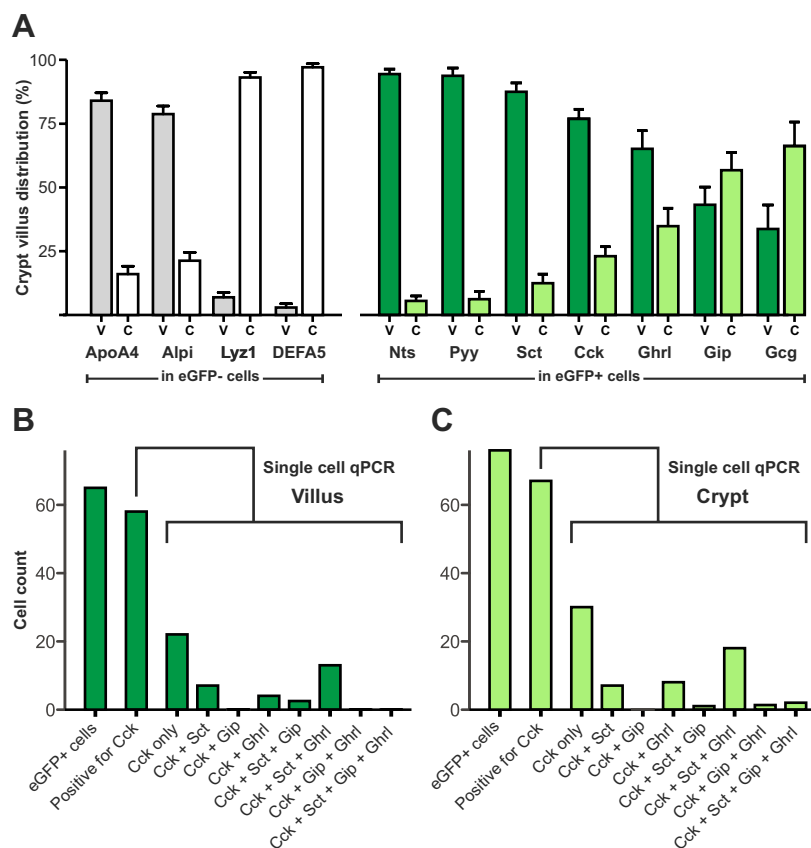 A
Crypt villus distribution (%)
100
75
50
25
v c v c v c v c v c v c v c v c v c v c v c
ApoA4 Alpi Lyz1 DEFA5 Nts Pyy Sct Cck Ghrl Gip Gcg
in eGFP- cells in eGFP+ cells
B
Single cell qPCR
Villus
Cell count
60
40
20
0
eGFP+ cells
Positive for Cck
Cck only
Cck + Sct
Cck + Gip
Cck + Ghrl
Cck + Sct + Gip
Cck + Sct + Ghrl
Cck + Gip + Ghrl
Cck + Sct + Gip + Ghrl
C
Single cell qPCR
Crypt
60
40
20
0
eGFP+ cells
Positive for Cck
Cck only
Cck + Sct
Cck + Gip
Cck + Ghrl
Cck + Sct + Gip
Cck + Sct + Ghrl
Cck + Gip + Ghrl
Cck + Sct + Gip + Ghrl